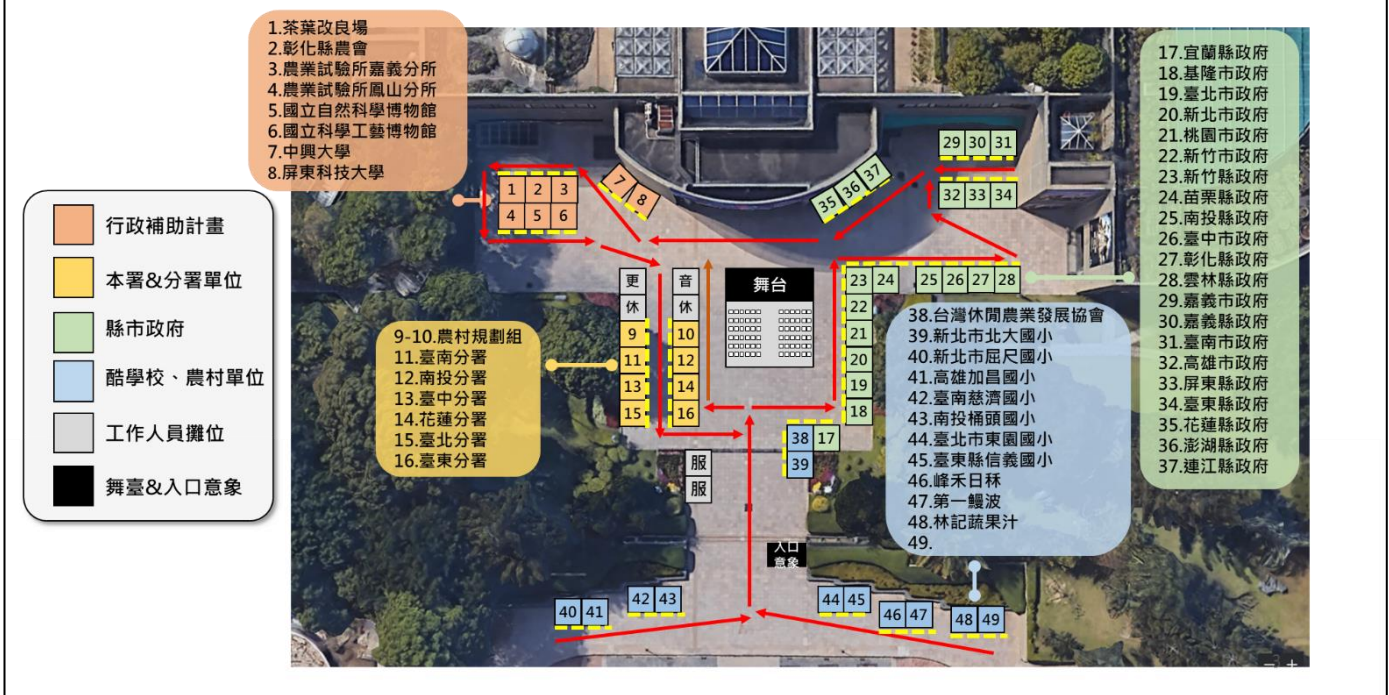 1.茶葉改良場
2.彰化縣農會
3.農業試驗所嘉義分所
4.農業試驗所鳳山分所
5.國立自然科學博物館
6.國立科學工藝博物館
7.中興大學
8.屏東科技大學
行政補助計畫
本署&分署單位
縣市政府
酷學校、農村單位
工作人員攤位
舞臺&入口意象
9-10.農村規劃組
11.臺南分署
12.南投分署
13.臺中分署
14.花蓮分署
15.臺北分署
16.臺東分署
17.宜蘭縣政府
18.基隆市政府
19.臺北市政府
20.新北市政府
21.桃園市政府
22.新竹市政府
23.新竹縣政府
24.苗栗縣政府
25.南投縣政府
26.臺中市政府
27.彰化縣政府
28.雲林縣政府
29.嘉義市政府
30.嘉義縣政府
31.臺南市政府
32.高雄市政府
33.屏東縣政府
34.臺東縣政府
35.花蓮縣政府
36.澎湖縣政府
37.連江縣政府
38.台灣休閒農業發展協會
39.新北市北大國小
40.新北市屈尺國小
41.高雄加昌國小
42.臺南慈濟國小
43.南投桶頭國小
44.臺北市東園國小
45.臺東縣信義國小
46.峰禾日秝
47.第一鰻波
48.林記蔬果汁
49.
29 30 31
1 2 3
4 5 6
7 8
35 36 37
32 33 34
更 音
休 休
9 10
11 12
13 14
15 16
舞台
23 24 25 26 27 28
22
21
20
19
18
38 17
39
服
服
入口
意象
40 41
42 43
44 45
46 47
48 49